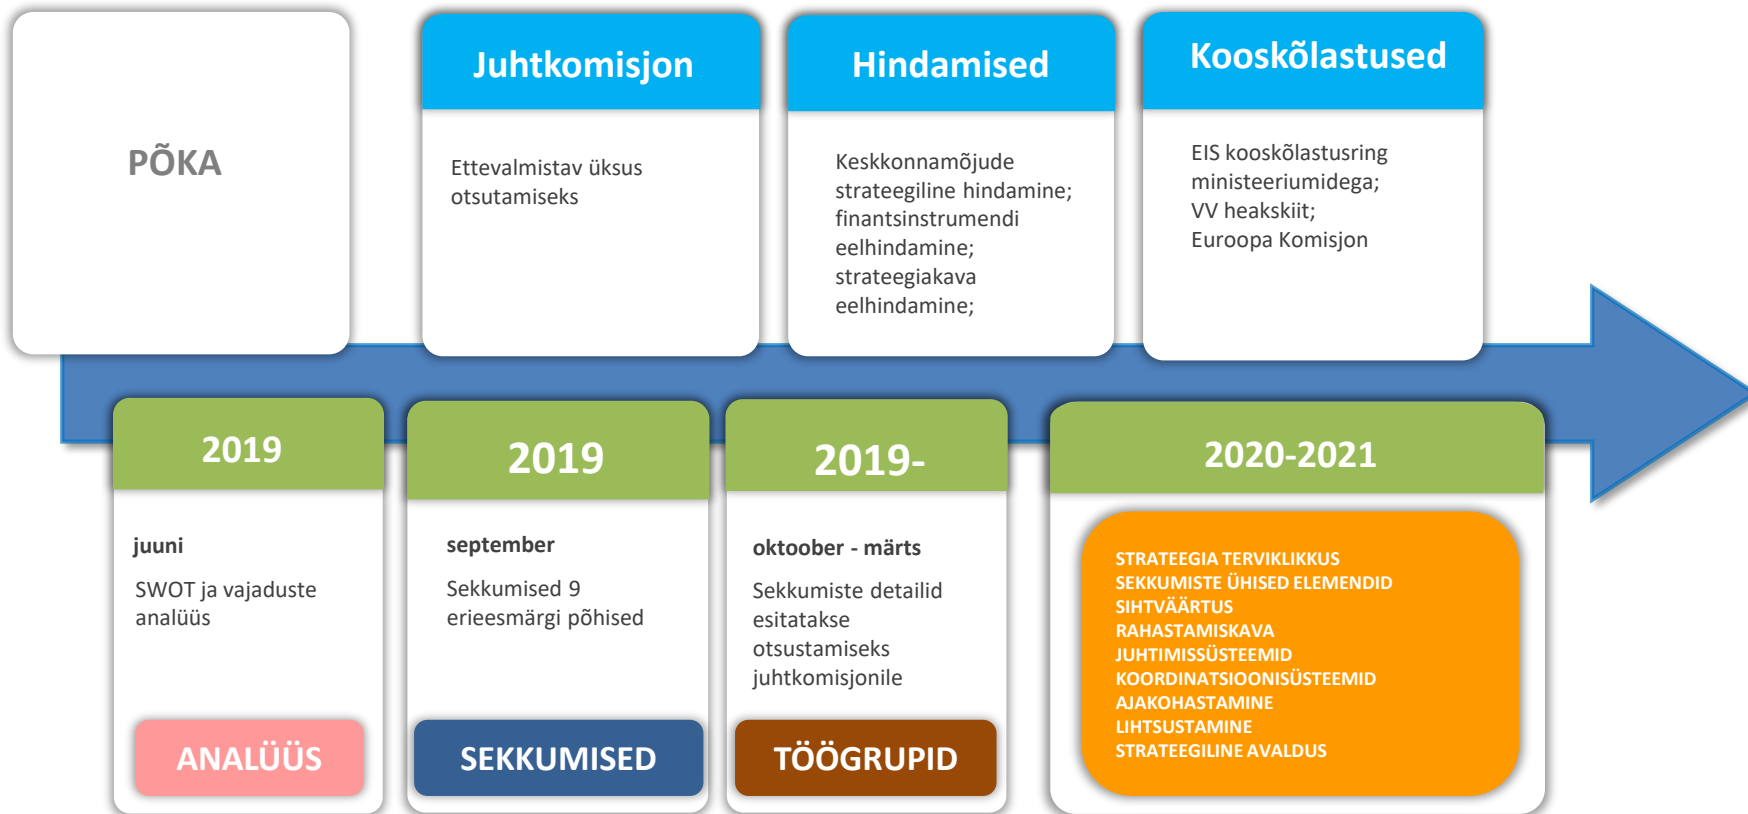 PÕKA
Juhtkomisjon
Ettevalmistav üksus
otsutamiseks
Hindamised
Keskkonnamõjude
strateegiline hindamine;
finantsinstrumendi
eelhindamine;
strateegiakava
eelhindamine;
Kooskõlastused
EIS kooskõlastusring
ministeeriumidega;
VV heakskiit;
Euroopa Komisjon
2019
juuni
SWOT ja vajaduste
analüüs
ANALÜÜS
2019
september
Sekkumised 9
erieesmärgi põhised
SEKKUMISED
2019-
oktoober - märts
Sekkumiste detailid
esitatakse
otsustamiseks
juhtkomisjonile
TÖÖGRUPID
2020-2021
STRATEEGIA TERVIKLIKKUS
SEKKUMISTE ÜHISED ELEMENDID
SIHTVÄÄRTUS
RAHASTAMISKAVA
JUHTIMISSÜSTEEMID
KOORDINATSIOONISÜSTEEMID
AJAKOHASTAMINE
LIHTSUSTAMINE
STRATEEGILINE AVALDUS